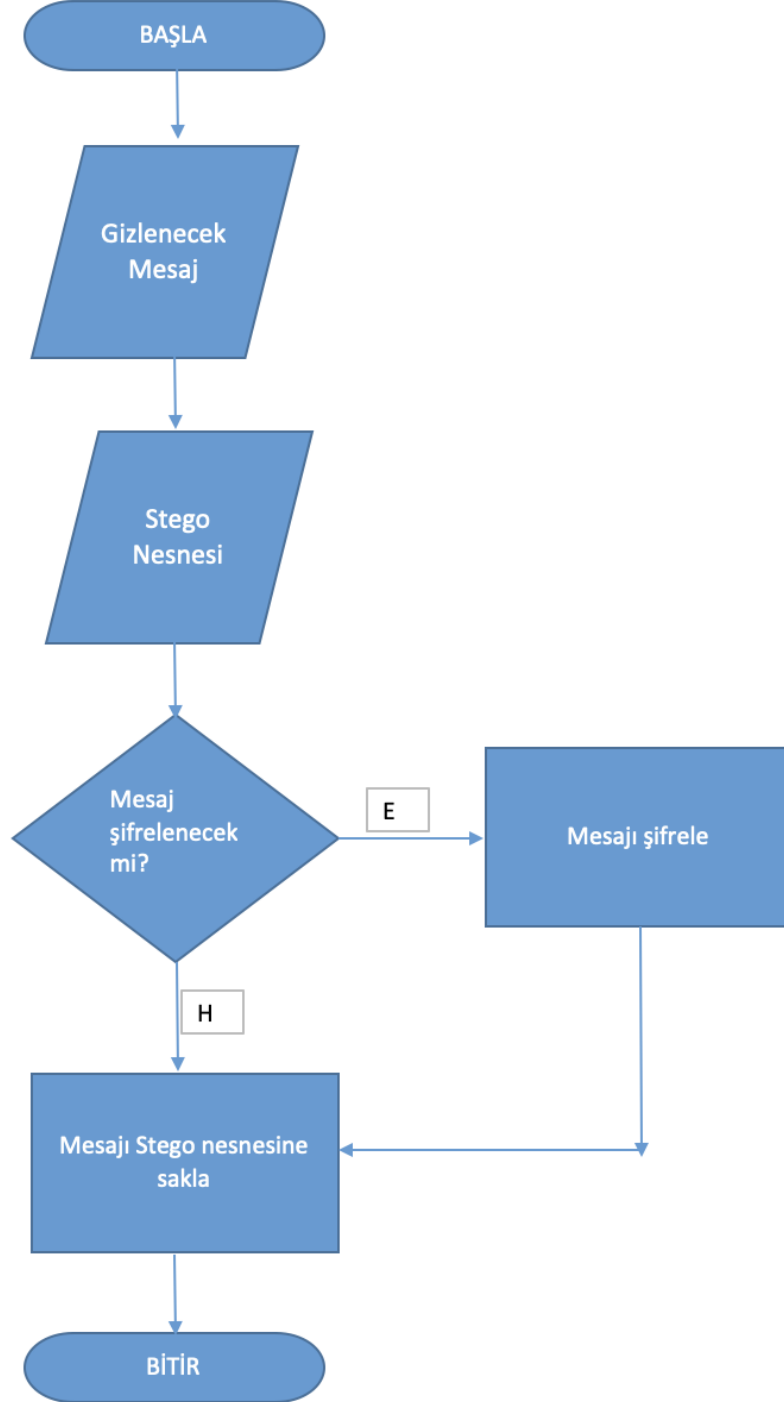 BAŞLA
Gizlenecek
Mesaj
Stego
Nesnesi
Mesaj
şifrelenecek
mi?
E
Mesajı şifrele
H
Mesajı Stego nesnesine
sakla
BİTİR